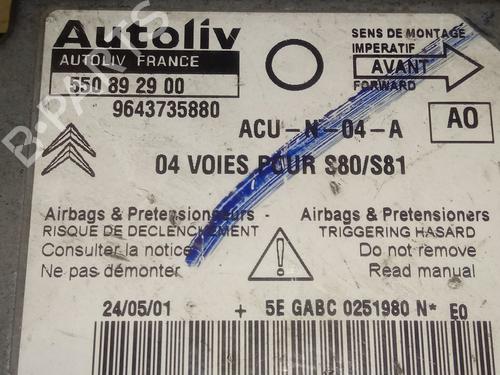 Autoliv
AUTOLIV FRANCE
550 89 29 00
9643735880
SENS DE MONTAGE
IMPERATIF
AVANT
FORWARD
ACU-N-04-A
A0
04 VOIES POUR S80/S81
Airbags & Pretensionneurs
RISQUE DE DECLENCHEMENT
Consulter la notice
Ne pas démonter
Airbags & Pretensioners
TRIGGERING HASARD
Do not remove
Read manual
24/05/01 + 5E GABC 0251980 N* E0
B-PARTS